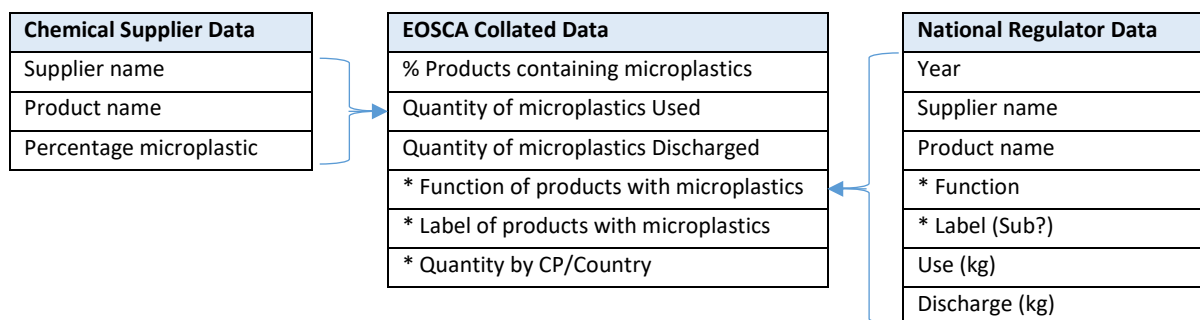 Chemical Supplier Data
Supplier name
Product name
Percentage microplastic
EOSCA Collated Data
% Products containing microplastics
Quantity of microplastics Used
Quantity of microplastics Discharged
* Function of products with microplastics
* Label of products with microplastics
* Quantity by CP/Country
National Regulator Data
Year
Supplier name
Product name
* Function
* Label (Sub?)
Use (kg)
Discharge (kg)